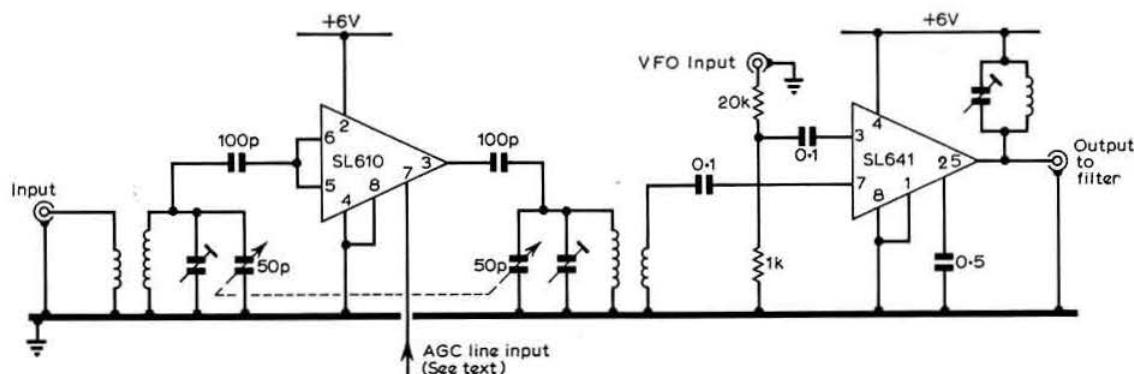 +6V
+6V
VFO Input
20k
100p
2
6
SL610
5
4
8
7
3
100p
0·1
3
4
SL641
2
5
7
8
1
Output
to
filter
Input
0·1
50p
50p
1k
0·5
AGC line input
(See text)